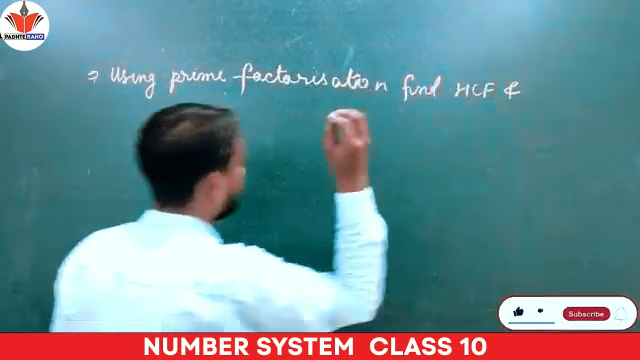 PADHTE RAHO
⇒ Using prime factorisation find HCF &
Subscribe
NUMBER SYSTEM CLASS 10